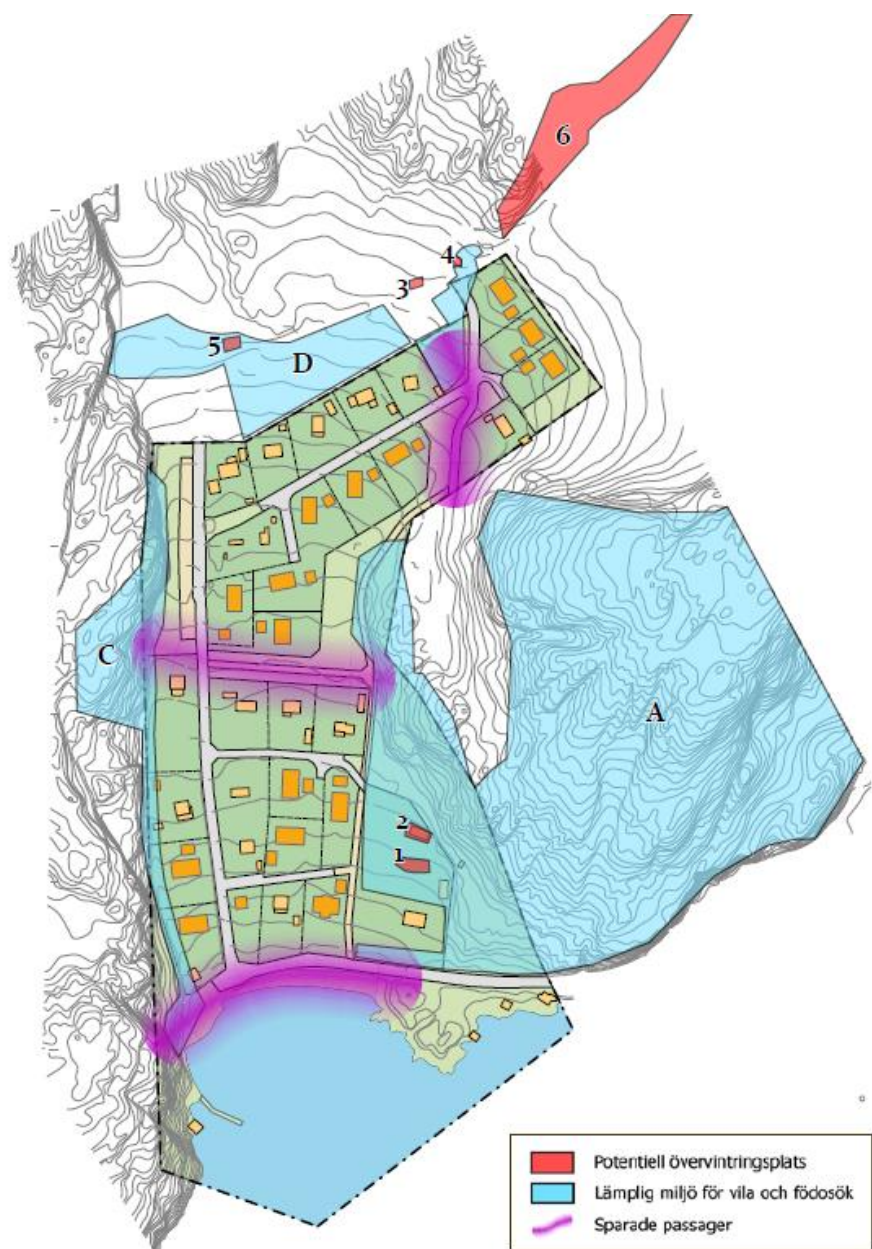 6
4
3
5
D
C
A
2
1
Potentiell övervintringsplats
Lämplig miljö för vila och födosök
Sparade passager